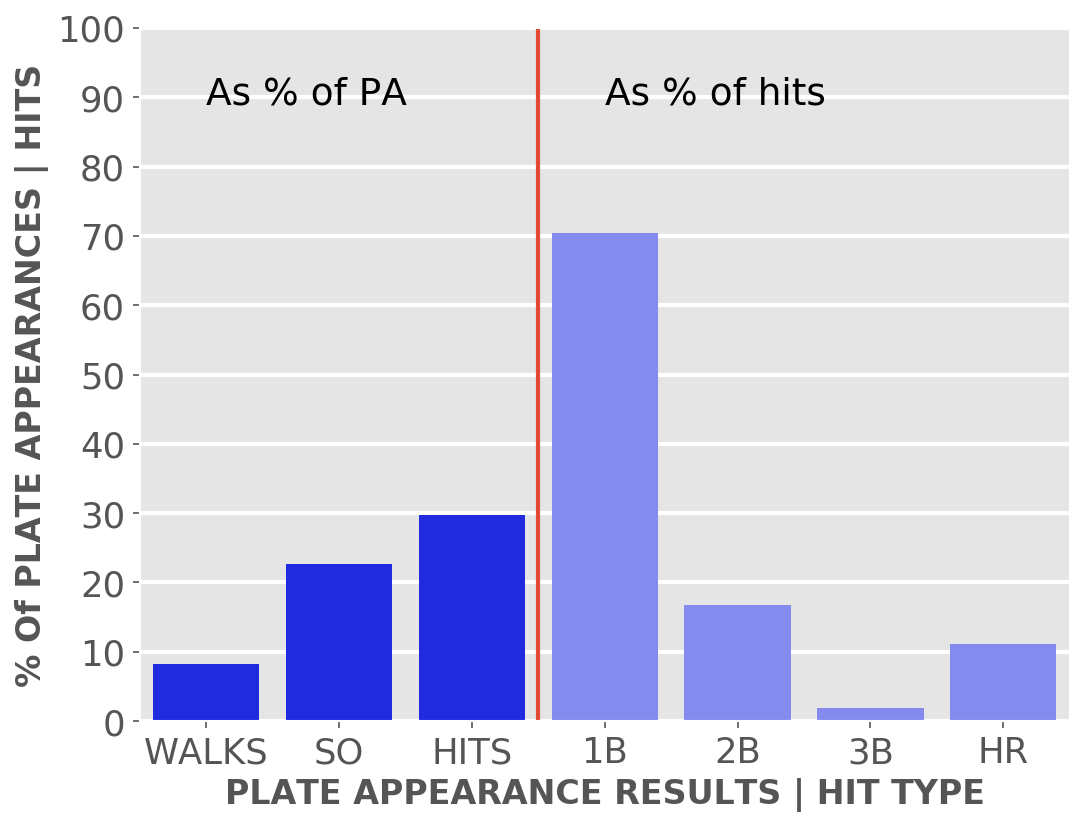 % Of PLATE APPEARANCES | HITS
100
90
80
70
60
50
40
30
20
10
0
As % of PA
As % of hits
WALKS SO HITS 1B 2B 3B HR
PLATE APPEARANCE RESULTS | HIT TYPE